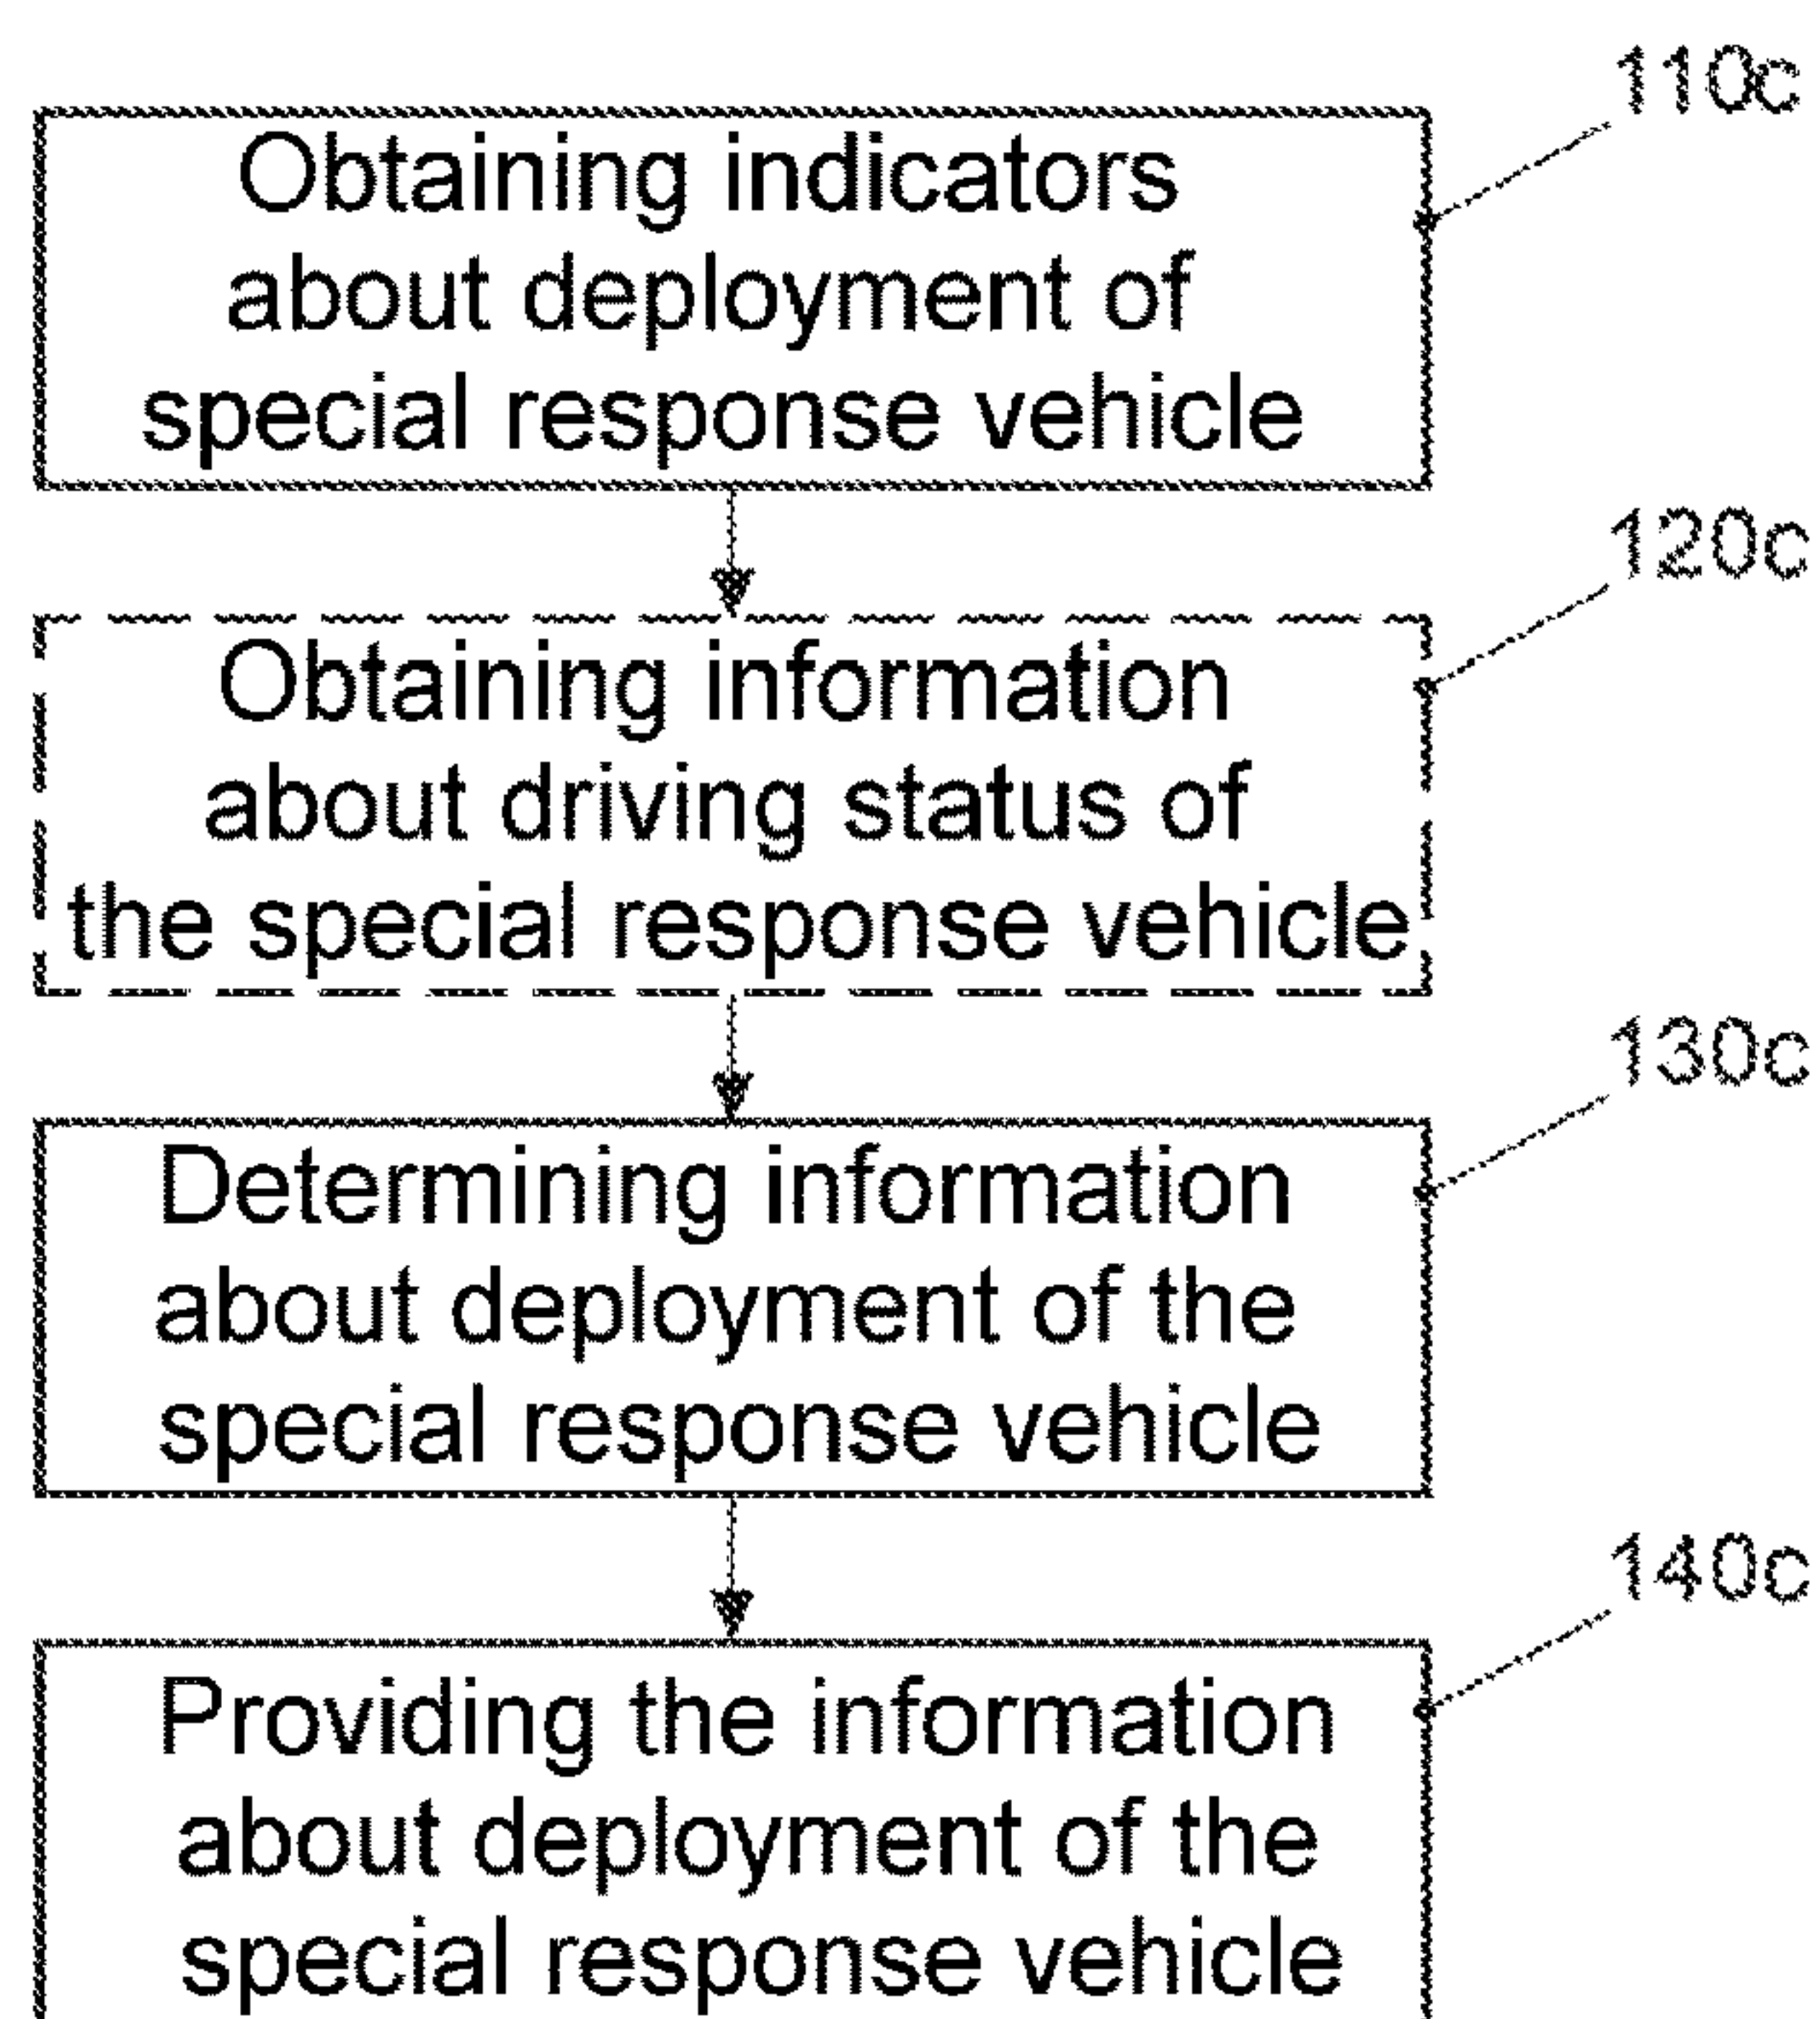 110c
Obtaining indicators
about deployment of
special response vehicle
120c
Obtaining information
about driving status of
the special response vehicle
130c
Determining information
about deployment of the
special response vehicle
140c
Providing the information
about deployment of the
special response vehicle